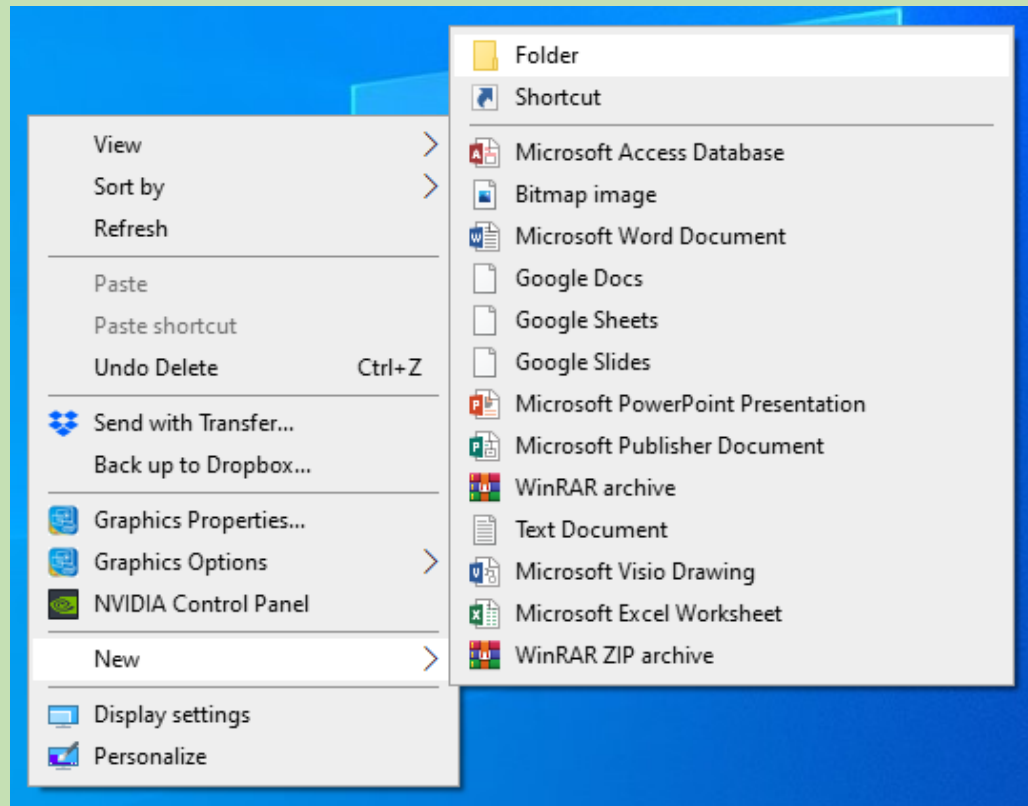 View
Sort by
Refresh
Paste
Paste shortcut
Undo Delete Ctrl+Z
Send with Transfer...
Back up to Dropbox...
Graphics Properties...
Graphics Options
NVIDIA Control Panel
New
Display settings
Personalize
Folder
Shortcut
Microsoft Access Database
Bitmap image
Microsoft Word Document
Google Docs
Google Sheets
Google Slides
Microsoft PowerPoint Presentation
Microsoft Publisher Document
WinRAR archive
Text Document
Microsoft Visio Drawing
Microsoft Excel Worksheet
WinRAR ZIP archive